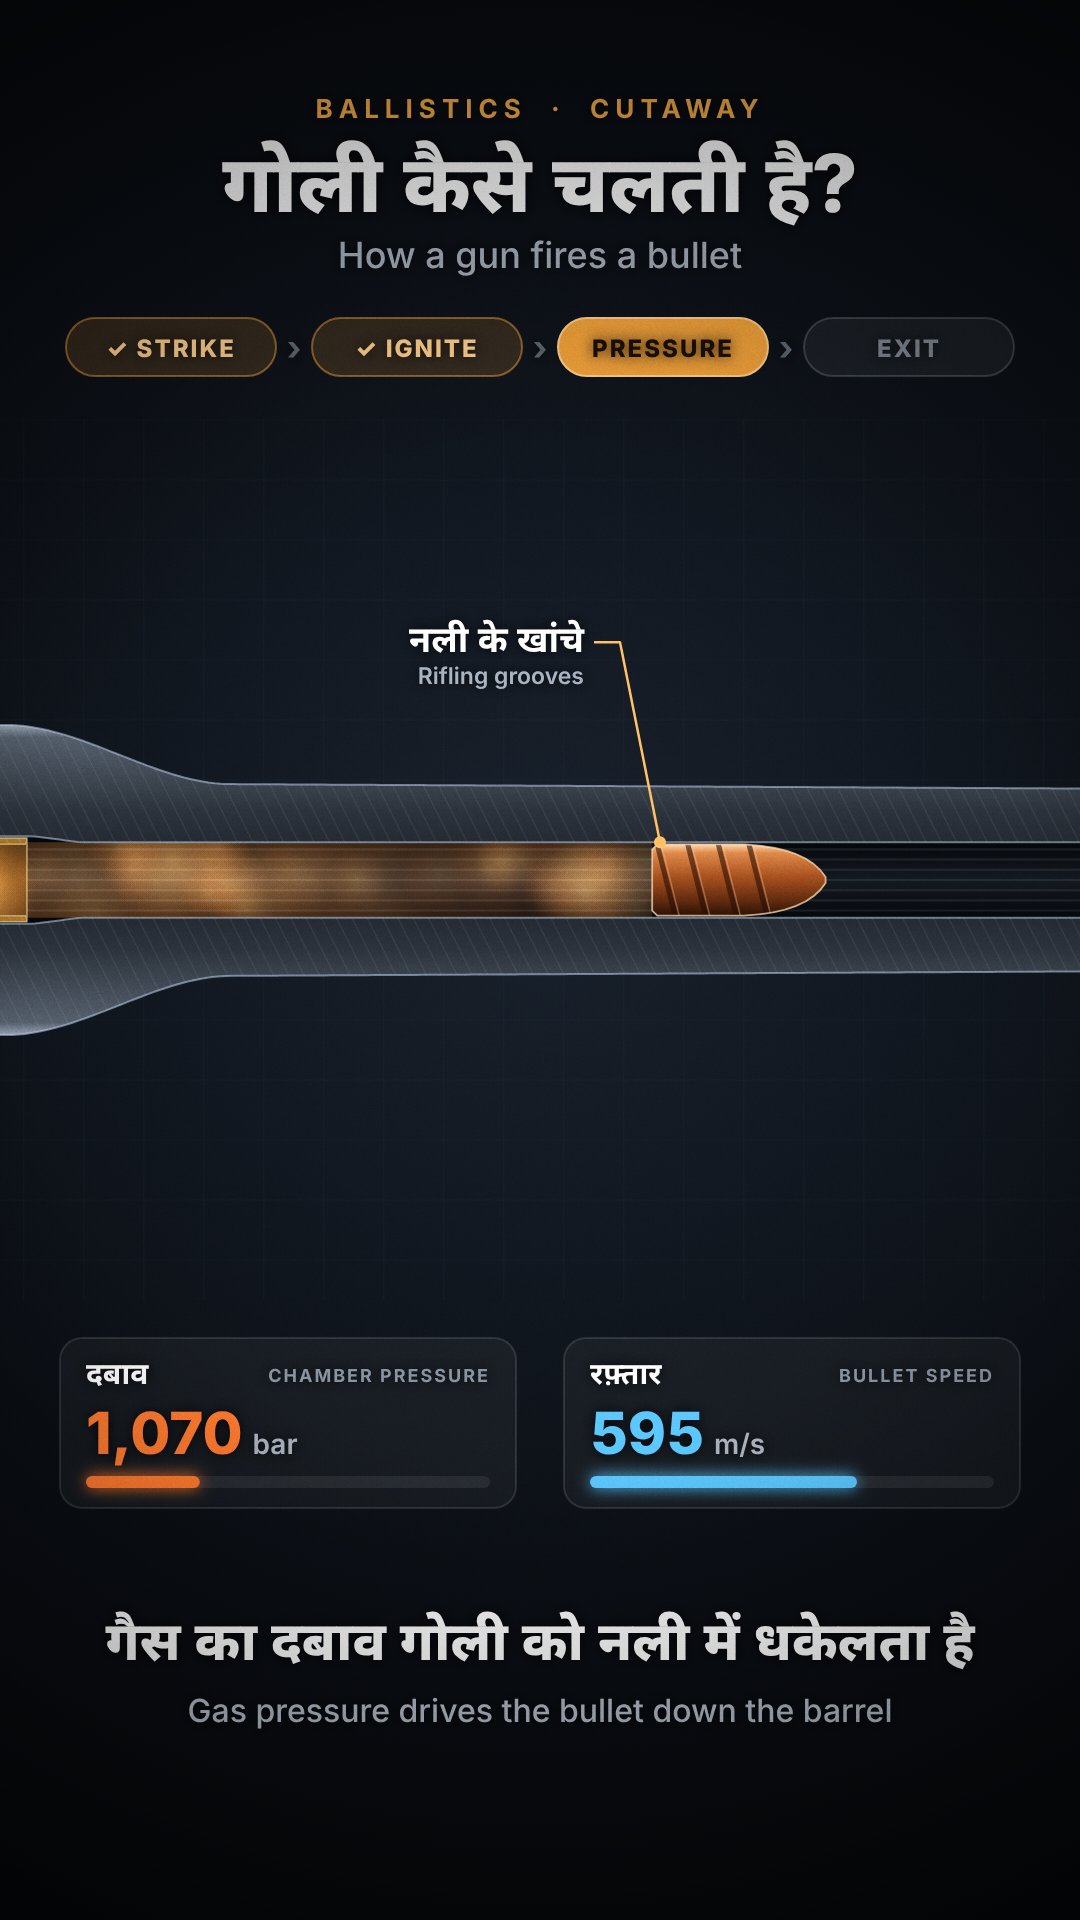 BALLISTICS · CUTAWAY
गोली कैसे चलती है?
How a gun fires a bullet
✓ STRIKE › ✓ IGNITE › PRESSURE › EXIT
नली के खांचे
Rifling grooves
दबाव CHAMBER PRESSURE
1,070 bar
रफ़्तार BULLET SPEED
595 m/s
गैस का दबाव गोली को नली में धकेलता है
Gas pressure drives the bullet down the barrel